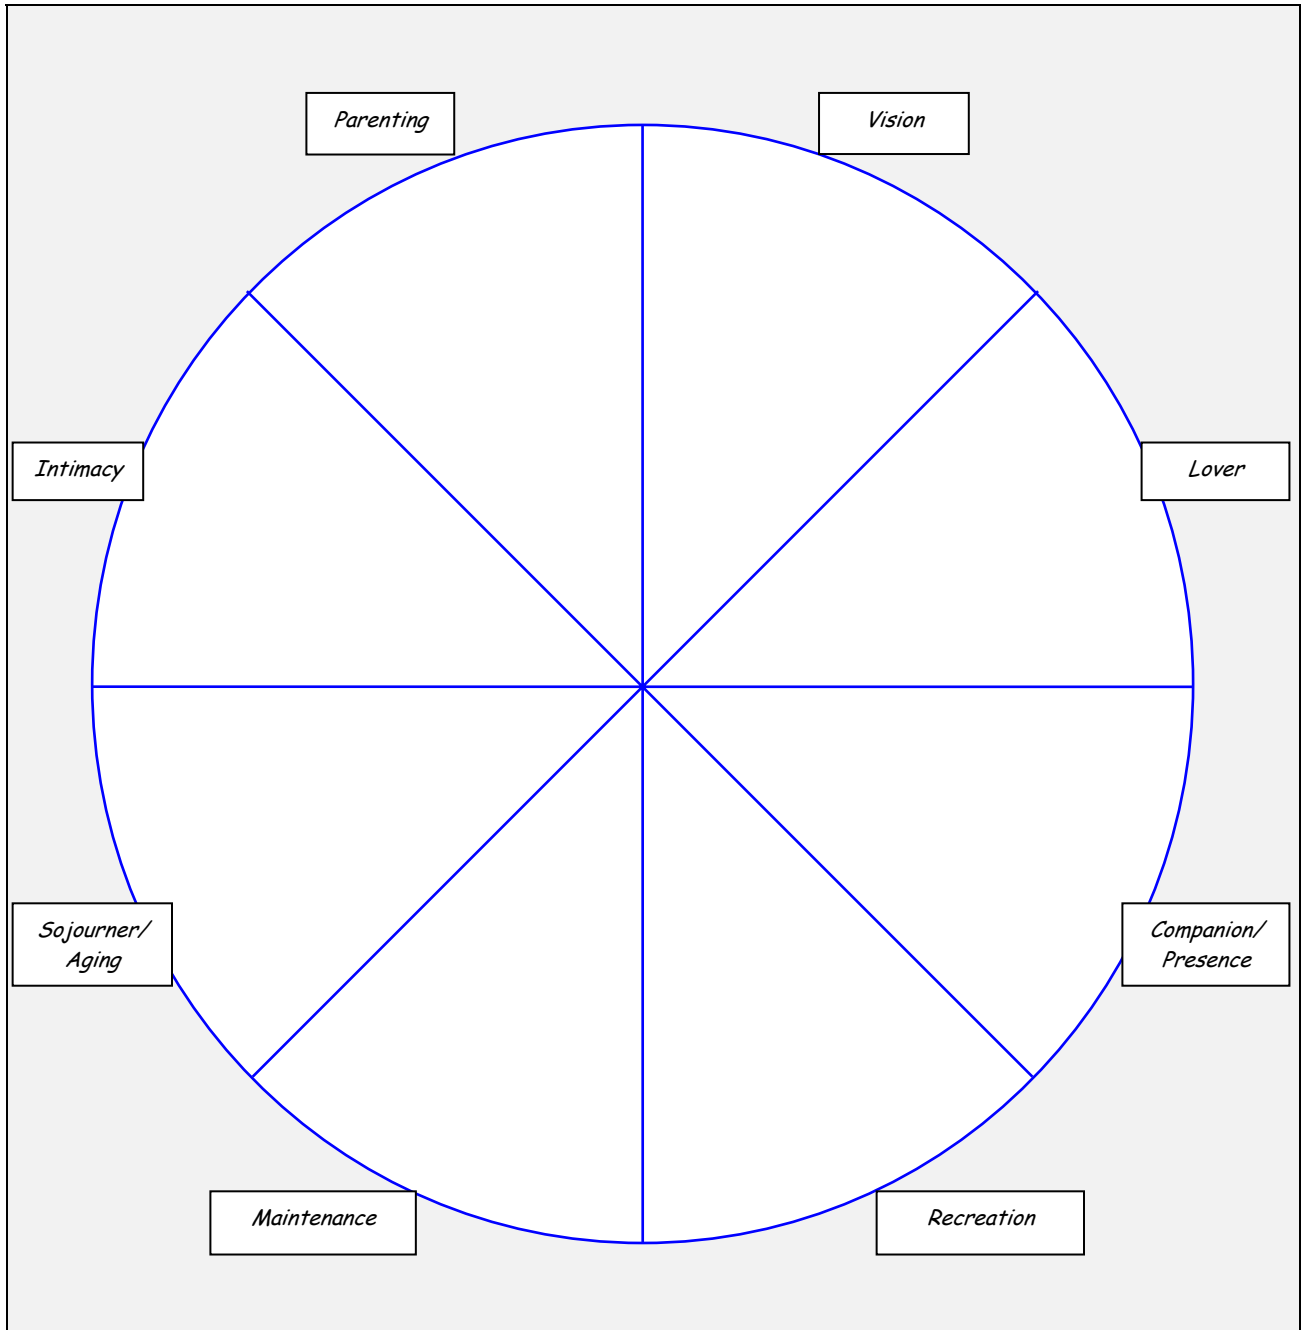 Parenting
Vision
Intimacy
Lover
Sojourner/
Aging
Companion/
Presence
Maintenance
Recreation